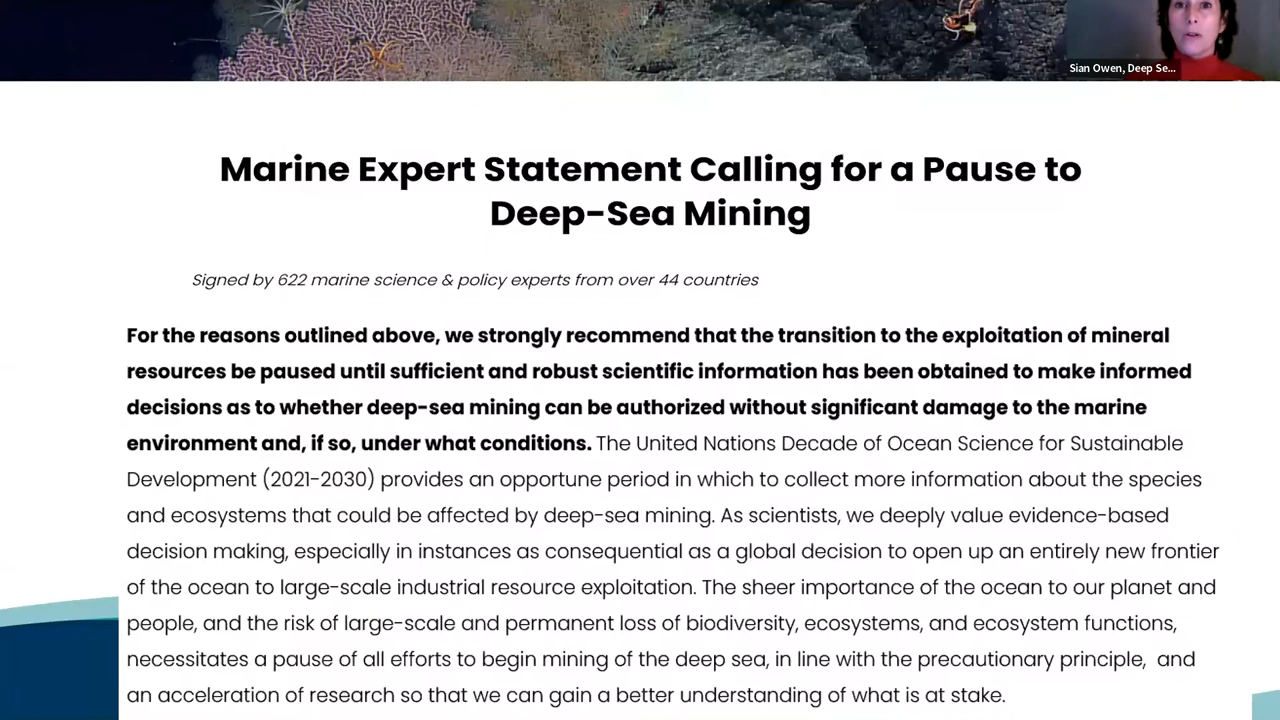 Sian Owen, Deep Se...
Marine Expert Statement Calling for a Pause to
Deep-Sea Mining
Signed by 622 marine science & policy experts from over 44 countries
For the reasons outlined above, we strongly recommend that the transition to the exploitation of mineral
resources be paused until sufficient and robust scientific information has been obtained to make informed
decisions as to whether deep-sea mining can be authorized without significant damage to the marine
environment and, if so, under what conditions. The United Nations Decade of Ocean Science for Sustainable
Development (2021-2030) provides an opportune period in which to collect more information about the species
and ecosystems that could be affected by deep-sea mining. As scientists, we deeply value evidence-based
decision making, especially in instances as consequential as a global decision to open up an entirely new frontier
of the ocean to large-scale industrial resource exploitation. The sheer importance of the ocean to our planet and
people, and the risk of large-scale and permanent loss of biodiversity, ecosystems, and ecosystem functions,
necessitates a pause of all efforts to begin mining of the deep sea, in line with the precautionary principle, and
an acceleration of research so that we can gain a better understanding of what is at stake.